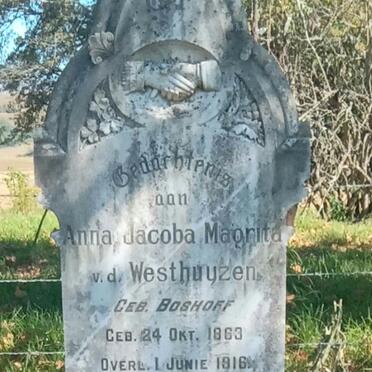 Gedachtenis
aan
Anna Jacoba Magrita
v.d. Westhuyzen
GEB. BOSHOFF
GEB. 24 OKT. 1863
OVERL. 1 JUNIE 1916.